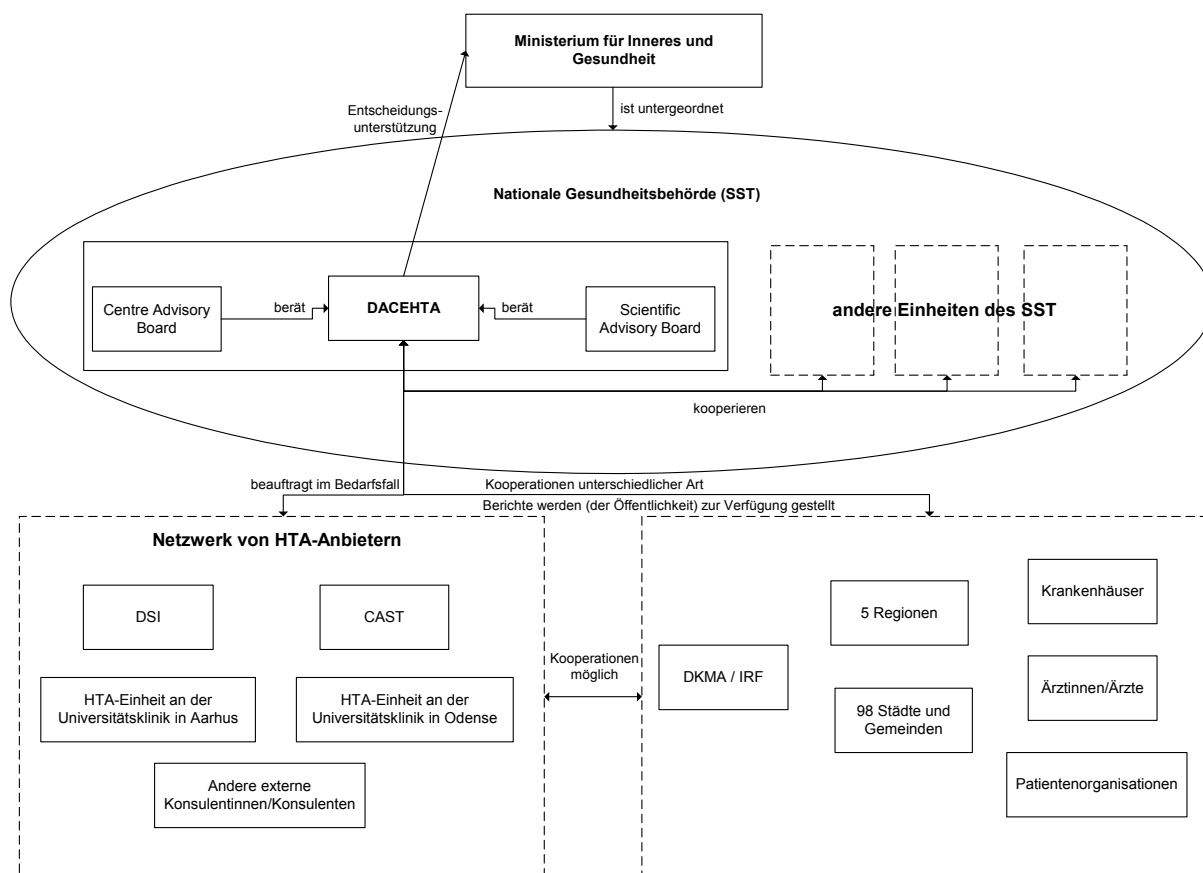 Ministerium für Inneres und
Gesundheit
Entscheidungs-
unterstützung
ist untergeordnet
Nationale Gesundheitsbehörde (SST)
Centre Advisory
Board
berät
DACEHTA
berät
Scientific
Advisory Board
andere Einheiten des SST
kooperieren
beauftragt im Bedarfsfall
Kooperationen unterschiedlicher Art
Berichte werden (der Öffentlichkeit) zur Verfügung gestellt
Netzwerk von HTA-Anbietern
DSI
CAST
HTA-Einheit an der
Universitätsklinik in Aarhus
HTA-Einheit an der
Universitätsklinik in Odense
Andere externe
Konsulentinnen/Konsulenten
Kooperationen
möglich
DKMA / IRF
5 Regionen
98 Städte und
Gemeinden
Krankenhäuser
Ärztinnen/Ärzte
Patientenorganisationen